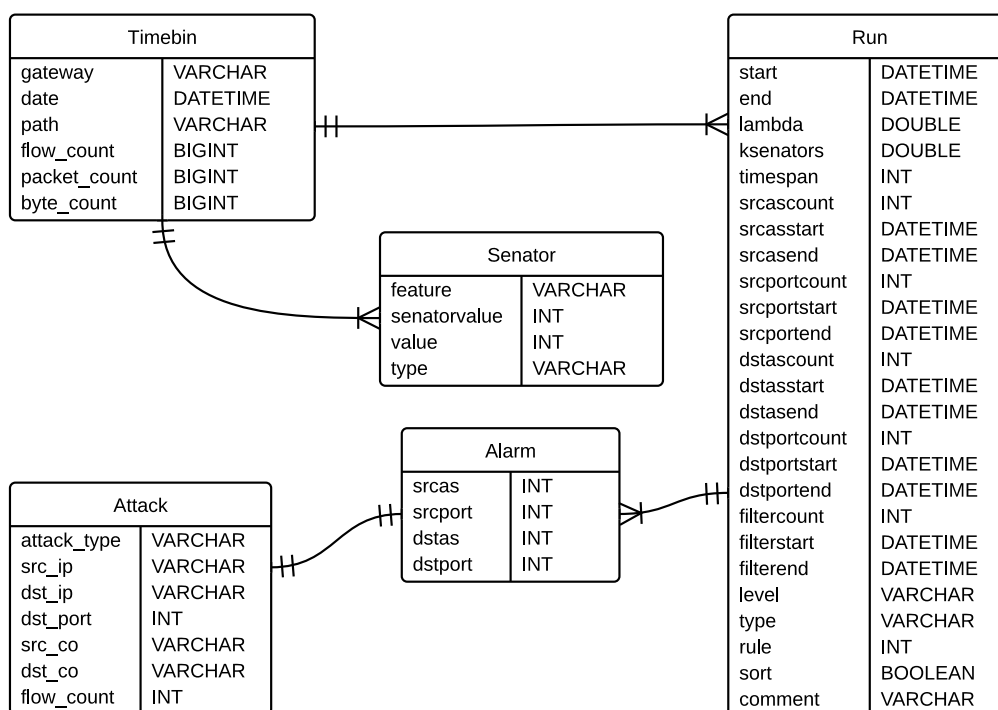 Timebin
gateway VARCHAR
date DATETIME
path VARCHAR
flow_count BIGINT
packet_count BIGINT
byte_count BIGINT
Run
start DATETIME
end DATETIME
lambda DOUBLE
ksenators DOUBLE
timespan INT
srcascount INT
srcasstart DATETIME
srcasend DATETIME
srcportcount INT
srcportstart DATETIME
srcportend DATETIME
dstascount INT
dstasstart DATETIME
dstasend DATETIME
dstportcount INT
dstportstart DATETIME
dstportend DATETIME
filtercount INT
filterstart DATETIME
filterend DATETIME
level VARCHAR
type VARCHAR
rule INT
sort BOOLEAN
comment VARCHAR
Senator
feature VARCHAR
senatorvalue INT
value INT
type VARCHAR
Alarm
srcas INT
srcport INT
dstas INT
dstport INT
Attack
attack_type VARCHAR
src_ip VARCHAR
dst_ip VARCHAR
dst_port INT
src_co VARCHAR
dst_co VARCHAR
flow_count INT